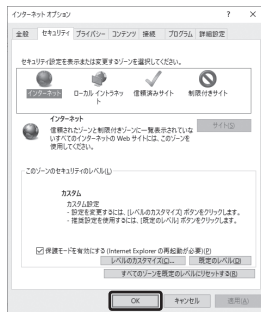 インターネット オプション ? ×
全般 セキュリティ プライバシー コンテンツ 接続 プログラム 詳細設定
セキュリティ設定を表示または変更するゾーンを選択してください。
インターネット ローカル イントラネット 信頼済みサイト 制限付きサイト
インターネット
信頼されたゾーンと制限付きゾーンに一覧表示されていないすべてのインターネットの Web サイトには、このゾーンを使用してください。
サイト(S)
このゾーンのセキュリティのレベル(L)
カスタム
カスタム設定
- 設定を変更するには、[レベルのカスタマイズ] ボタンをクリックします。
- 推奨設定を使用するには、[既定のレベル] ボタンをクリックします。
保護モードを有効にする (Internet Explorer の再起動が必要)(P)
レベルのカスタマイズ(C)... 既定のレベル(D)
すべてのゾーンを既定のレベルにリセットする(R)
OK キャンセル 適用(A)